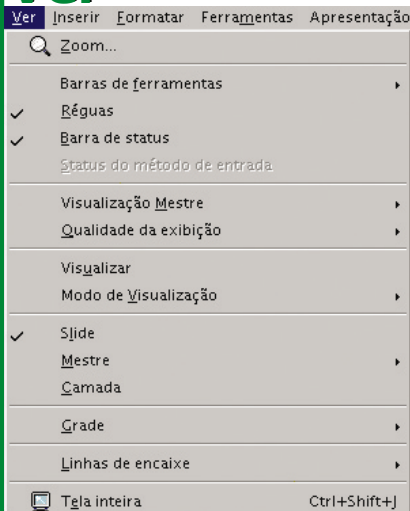 Ver Inserir Formatar Ferramentas Apresentação
Zoom...
Barras de ferramentas
Réguas
Barra de status
Status do método de entrada
Visualização Mestre
Qualidade da exibição
Visualizar
Modo de Visualização
Slide
Mestre
Camada
Grade
Linhas de encaixe
Tela inteira Ctrl+Shift+J